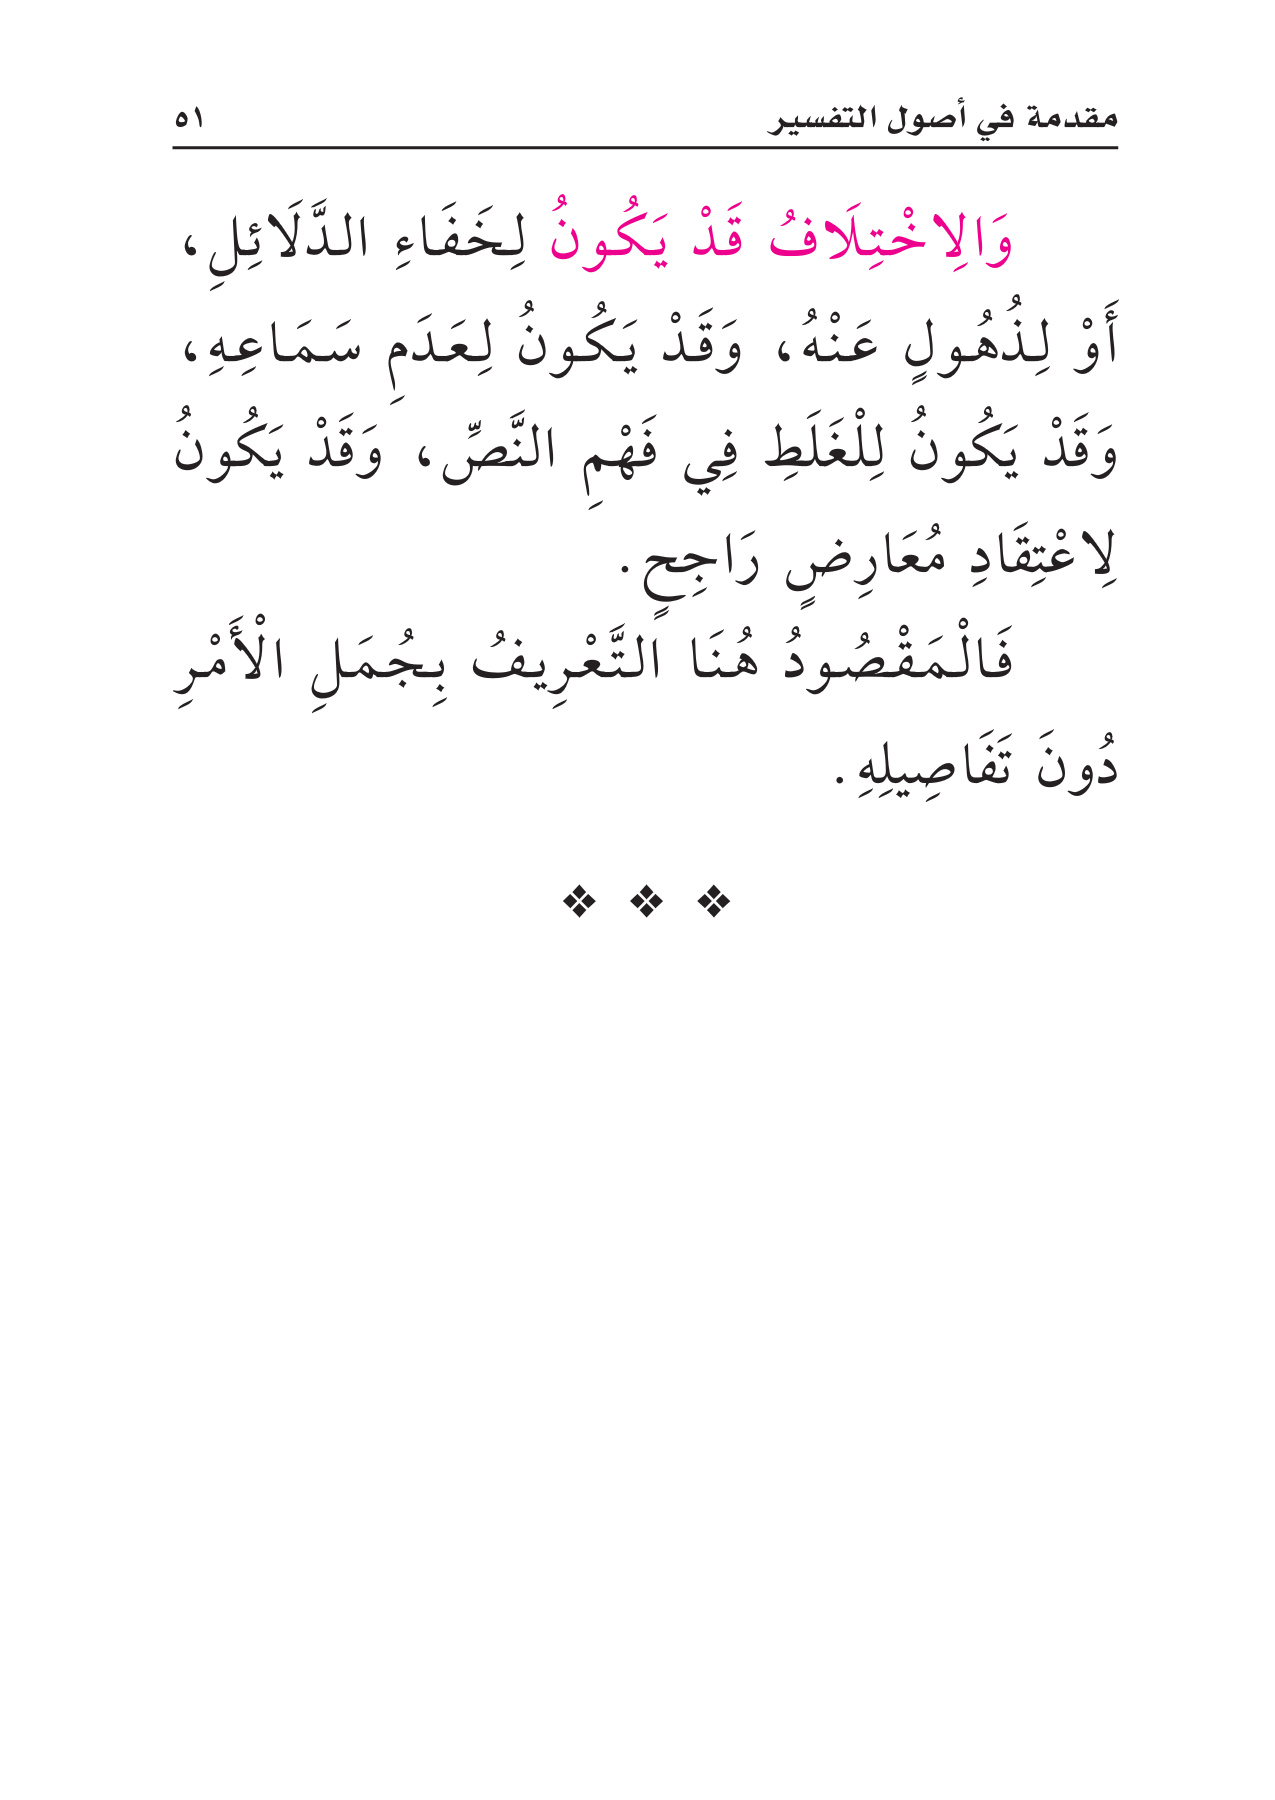 مقدمة في أصول التفسير ٥١
وَالِاخْتِلَافُ قَدْ يَكُونُ لِخَفَاءِ الدَّلَائِلِ،
أَوْ لِذُهُولٍ عَنْهُ، وَقَدْ يَكُونُ لِعَدَمِ سَمَاعِهِ،
وَقَدْ يَكُونُ لِلْغَلَطِ فِي فَهْمِ النَّصِّ، وَقَدْ يَكُونُ
لِاعْتِقَادِ مُعَارِضٍ رَاجِحٍ.
فَالْمَقْصُودُ هُنَا التَّعْرِيفُ بِجُمَلِ الْأَمْرِ
دُونَ تَفَاصِيلِهِ.